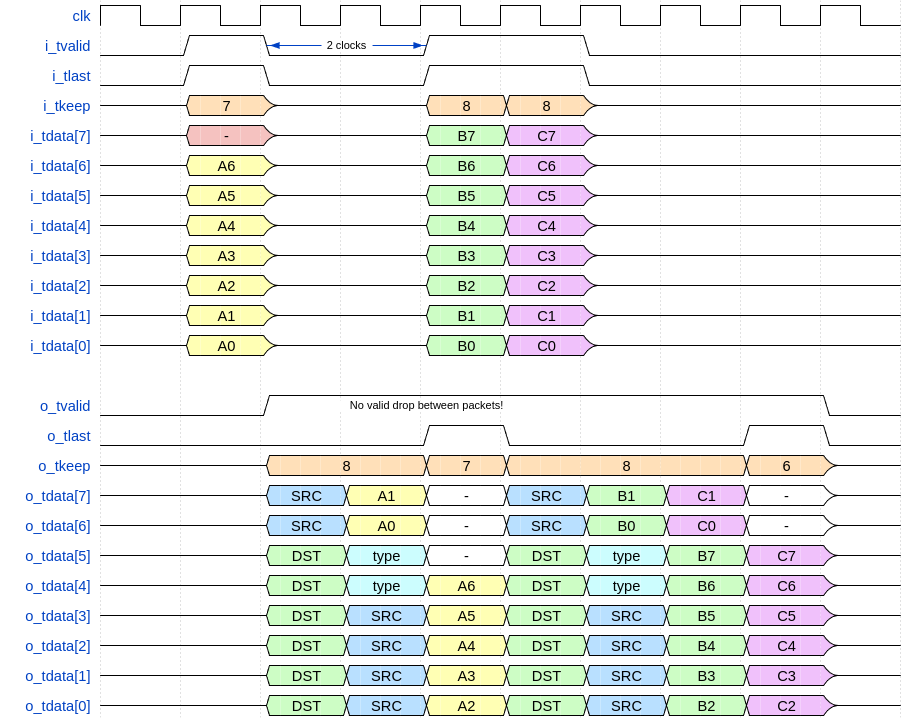 clk
i_tvalid 2 clocks
i_tlast
i_tkeep 7 8 8
i_tdata[7] - B7 C7
i_tdata[6] A6 B6 C6
i_tdata[5] A5 B5 C5
i_tdata[4] A4 B4 C4
i_tdata[3] A3 B3 C3
i_tdata[2] A2 B2 C2
i_tdata[1] A1 B1 C1
i_tdata[0] A0 B0 C0
o_tvalid No valid drop between packets!
o_tlast
o_tkeep 8 7 8 6
o_tdata[7] SRC A1 - SRC B1 C1 -
o_tdata[6] SRC A0 - SRC B0 C0 -
o_tdata[5] DST type - DST type B7 C7
o_tdata[4] DST type A6 DST type B6 C6
o_tdata[3] DST SRC A5 DST SRC B5 C5
o_tdata[2] DST SRC A4 DST SRC B4 C4
o_tdata[1] DST SRC A3 DST SRC B3 C3
o_tdata[0] DST SRC A2 DST SRC B2 C2